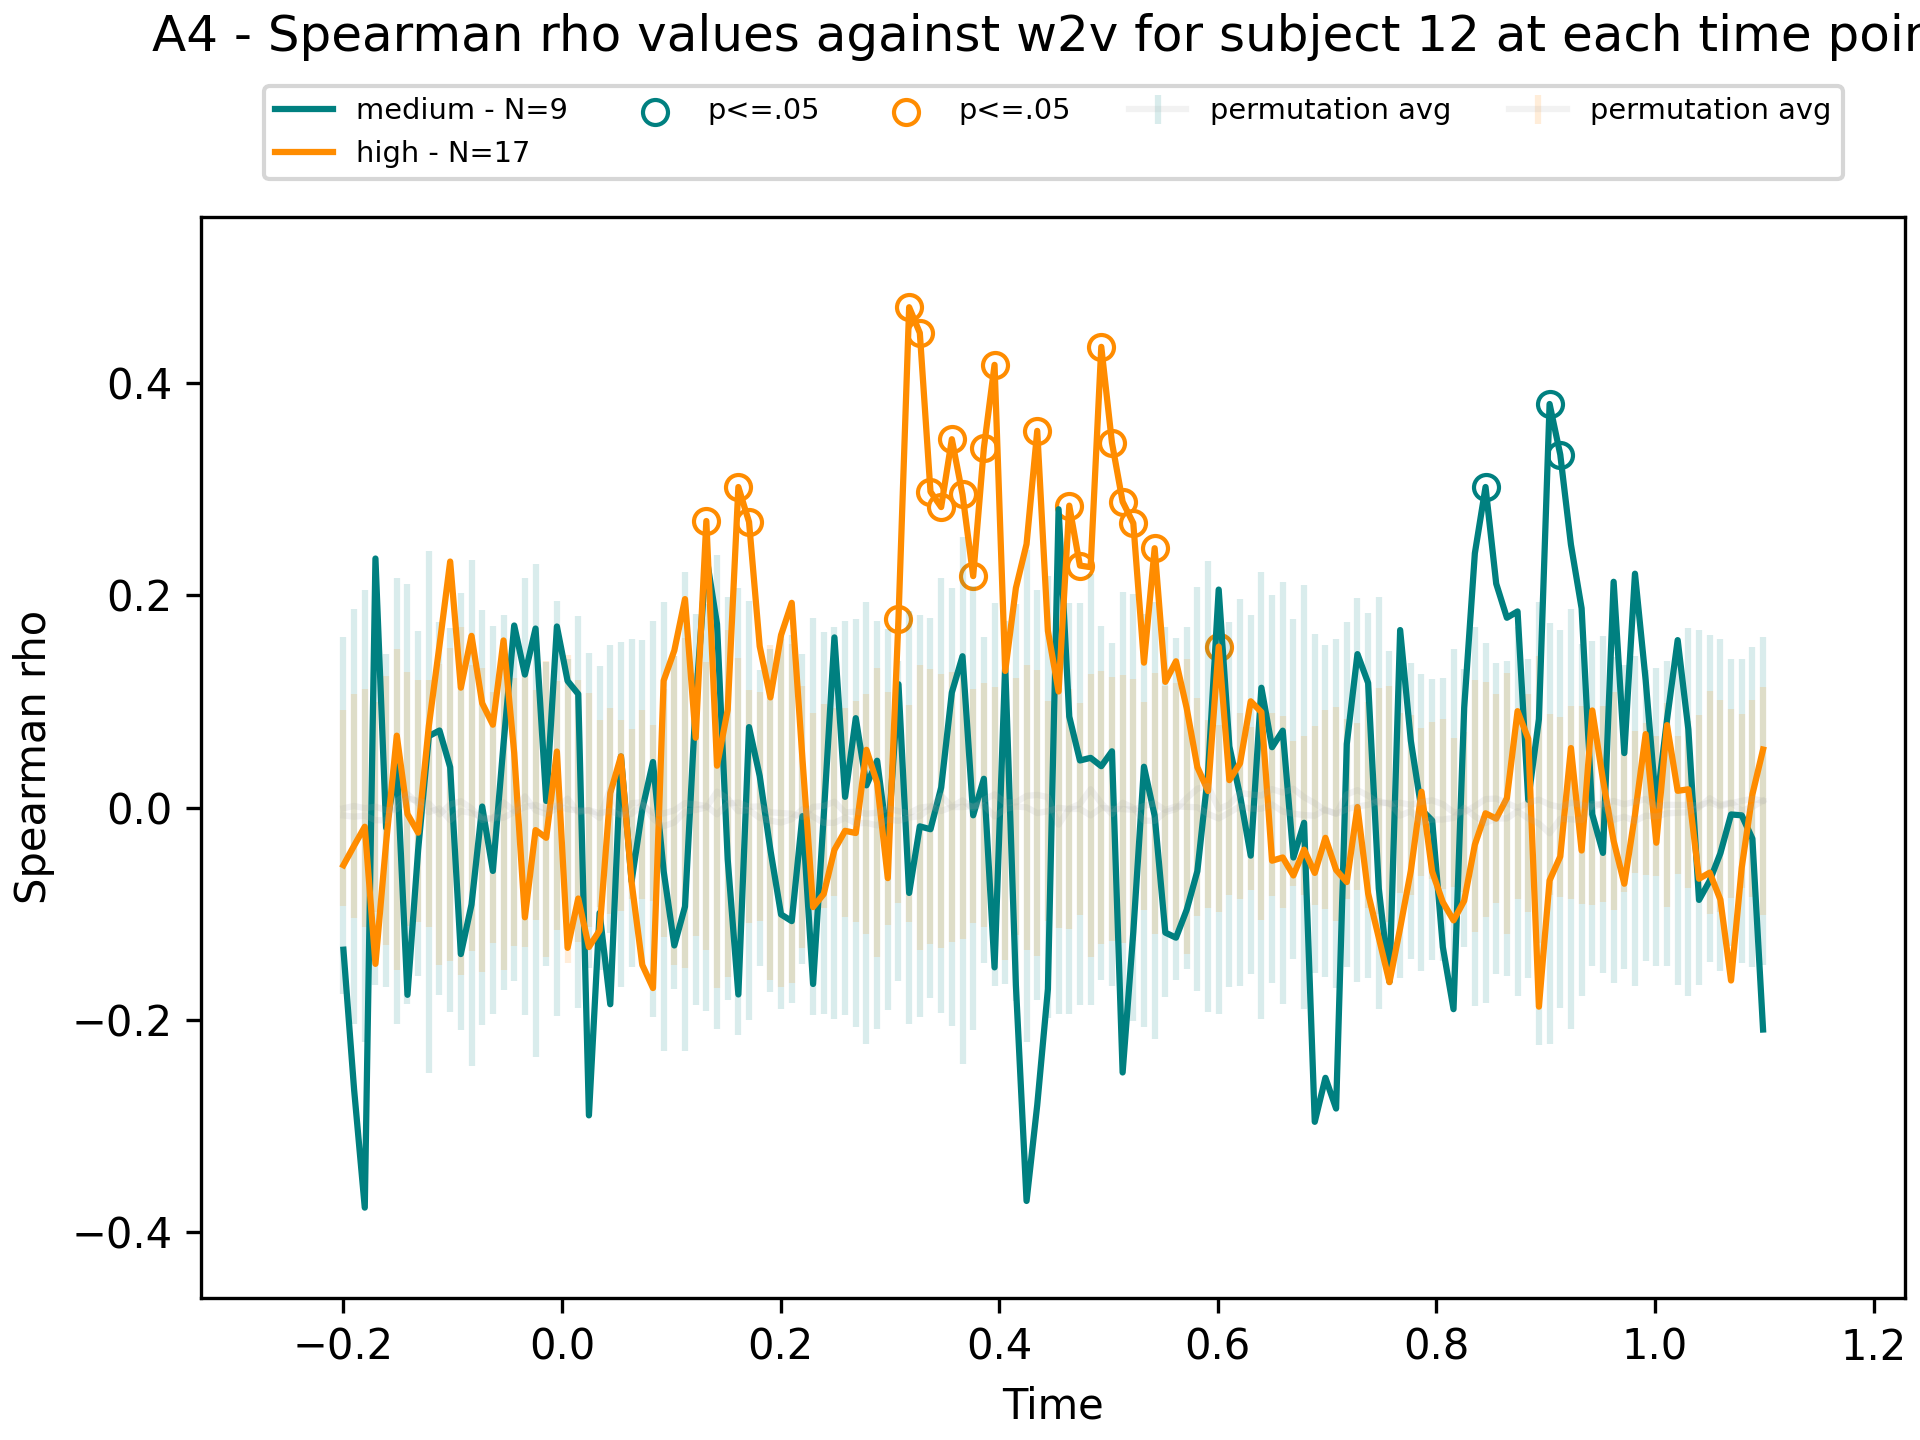 A4 - Spearman rho values against w2v for subject 12 at each time poin
medium - N=9
high - N=17
p<=.05
p<=.05
permutation avg
permutation avg
Spearman rho
0.4
0.2
0.0
−0.2
−0.4
−0.2 0.0 0.2 0.4 0.6 0.8 1.0 1.2
Time